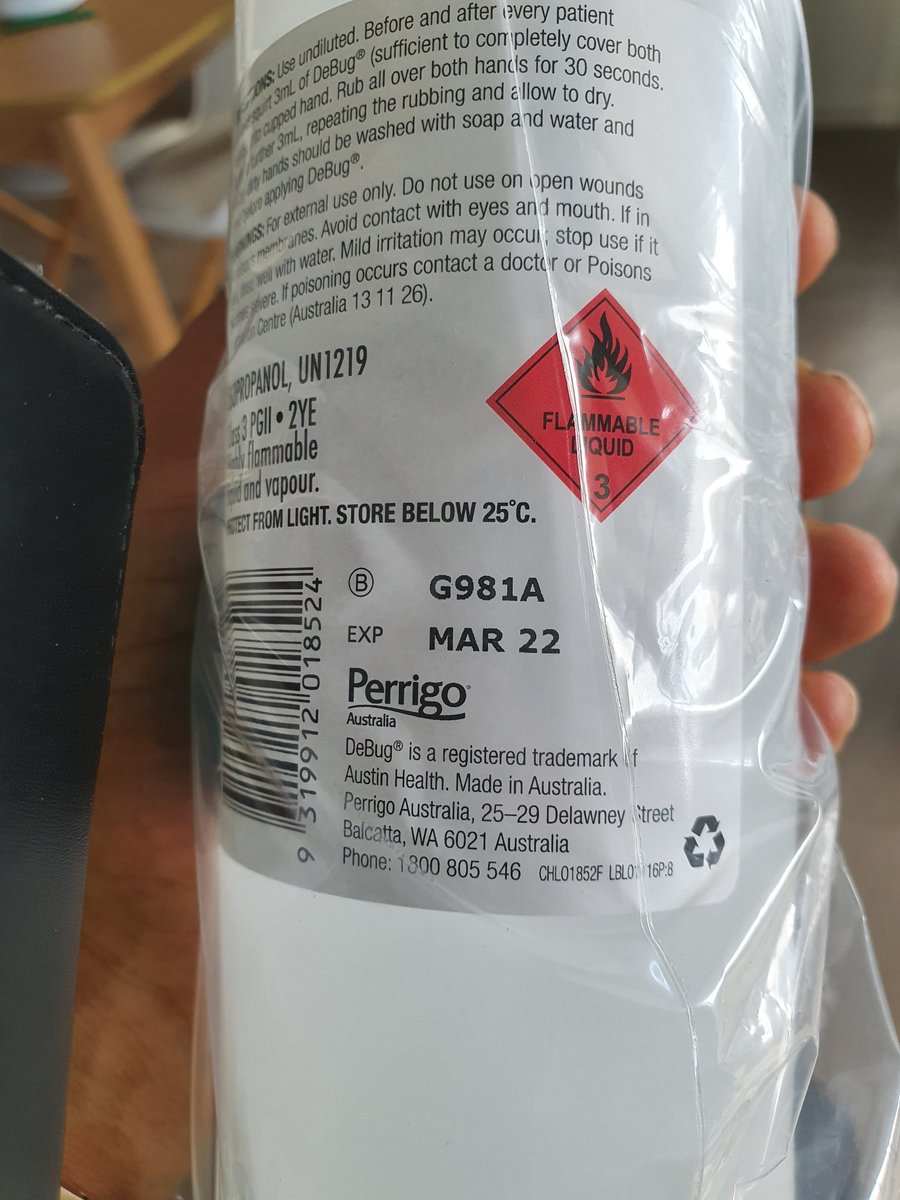 IONS: Use undiluted. Before and after every patient
squirt 3mL of DeBug® (sufficient to completely cover both
cupped hand. Rub all over both hands for 30 seconds.
further 3mL, repeating the rubbing and allow to dry.
hands should be washed with soap and water and
before applying DeBug®.
NINGS: For external use only. Do not use on open wounds
membranes. Avoid contact with eyes and mouth. If in
well with water. Mild irritation may occur; stop use if it
severe. If poisoning occurs contact a doctor or Poisons
Centre (Australia 13 11 26).
OPROPANOL, UN1219
3 PGII • 2YE
flammable
and vapour.
FLAMMABLE
LIQUID
3
FROM LIGHT. STORE BELOW 25°C.
B G981A
EXP MAR 22
9 319912 018524
Perrigo®
Australia
DeBug® is a registered trademark of
Austin Health. Made in Australia.
Perrigo Australia, 25–29 Delawney Street
Balcatta, WA 6021 Australia
Phone: 1800 805 546 CHL01852F